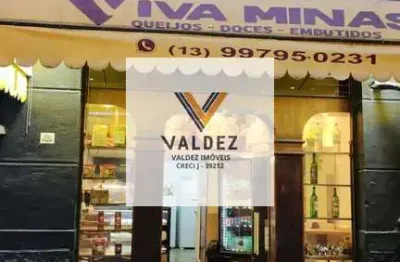 VIVA MINAS
QUEIJOS - DOCES - EMBUTIDOS
(13) 99795-0231
VALDEZ
VALDEZ IMÓVEIS
CRECI J - 39212